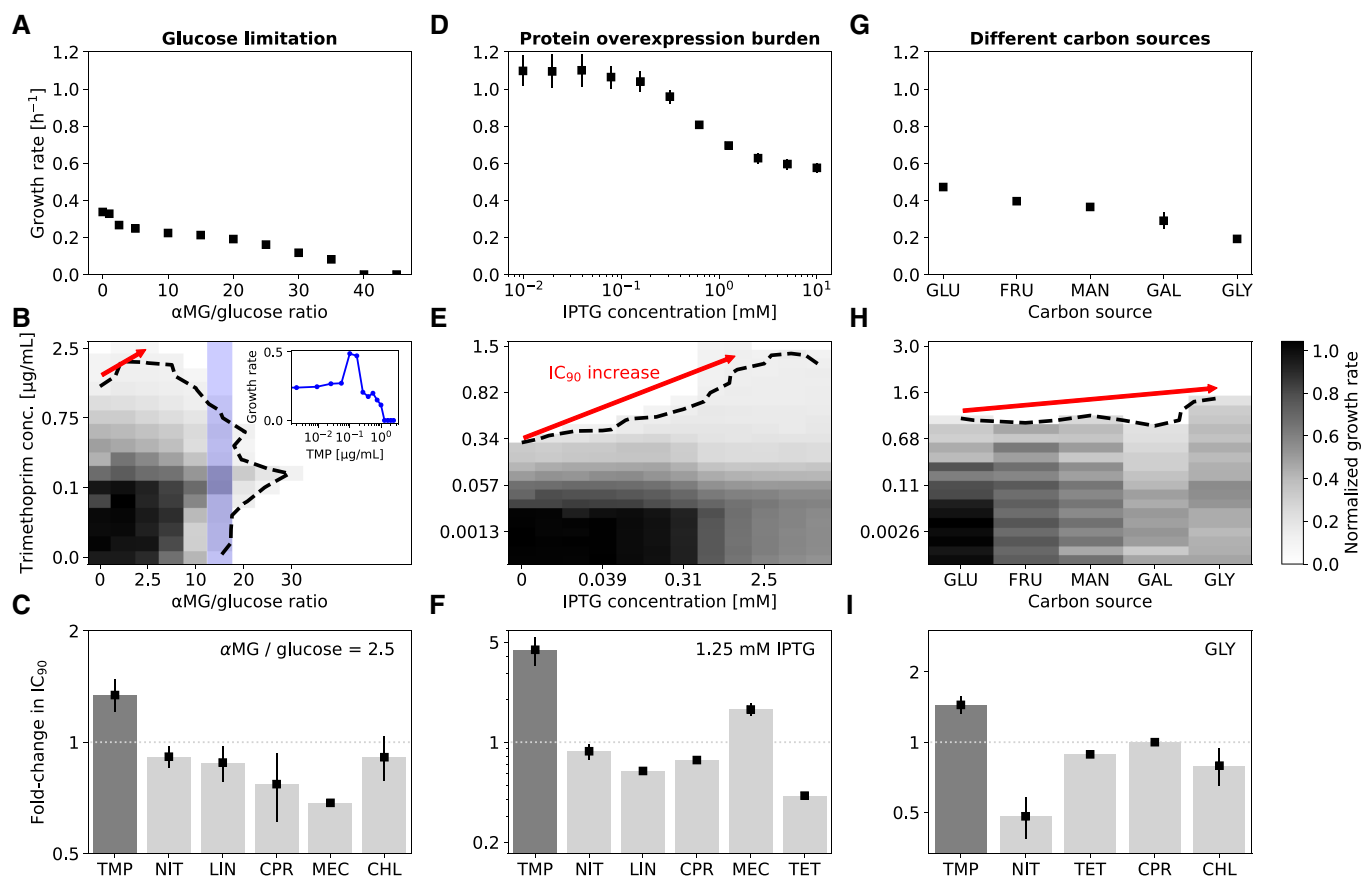 A
Glucose limitation
D
Protein overexpression burden
G
Different carbon sources
Growth rate [h⁻¹]
1.2
1.0
0.8
0.6
0.4
0.2
0.0
0 10 20 30 40
αMG/glucose ratio
1.2
1.0
0.8
0.6
0.4
0.2
0.0
10⁻² 10⁻¹ 10⁰ 10¹
IPTG concentration [mM]
1.2
1.0
0.8
0.6
0.4
0.2
0.0
GLU FRU MAN GAL GLY
Carbon source
B
Trimethoprim conc. [µg/mL]
2.5
0.75
0.1
0.0
0 2.5 10 20 30
αMG/glucose ratio
Growth rate
0.5
0.0
10⁻² 10⁻¹ 10⁰
TMP [µg/mL]
E
IC₉₀ increase
1.5
0.82
0.34
0.057
0.0013
0 0.039 0.31 2.5
IPTG concentration [mM]
H
3.0
1.6
0.68
0.11
0.0026
GLU FRU MAN GAL GLY
Carbon source
1.0
0.8
0.6
0.4
0.2
0.0
Normalized growth rate
C
αMG / glucose = 2.5
Fold-change in IC₉₀
2
1
0.5
TMP NIT LIN CPR MEC CHL
F
1.25 mM IPTG
5
1
0.2
TMP NIT LIN CPR MEC TET
I
GLY
2
1
0.5
TMP NIT TET CPR CHL